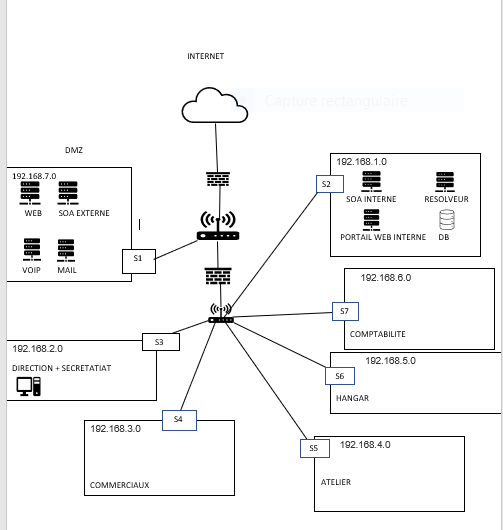 INTERNET
Capture rectangulaire
DMZ
192.168.7.0
WEB
SOA EXTERNE
VOIP
MAIL
S1
S2
192.168.1.0
SOA INTERNE
RESOLVEUR
PORTAIL WEB INTERNE
DB
192.168.6.0
S7
COMPTABILITE
S3
192.168.2.0
DIRECTION + SECRETATIAT
192.168.5.0
S6
HANGAR
S4
192.168.3.0
COMMERCIAUX
S5
192.168.4.0
ATELIER